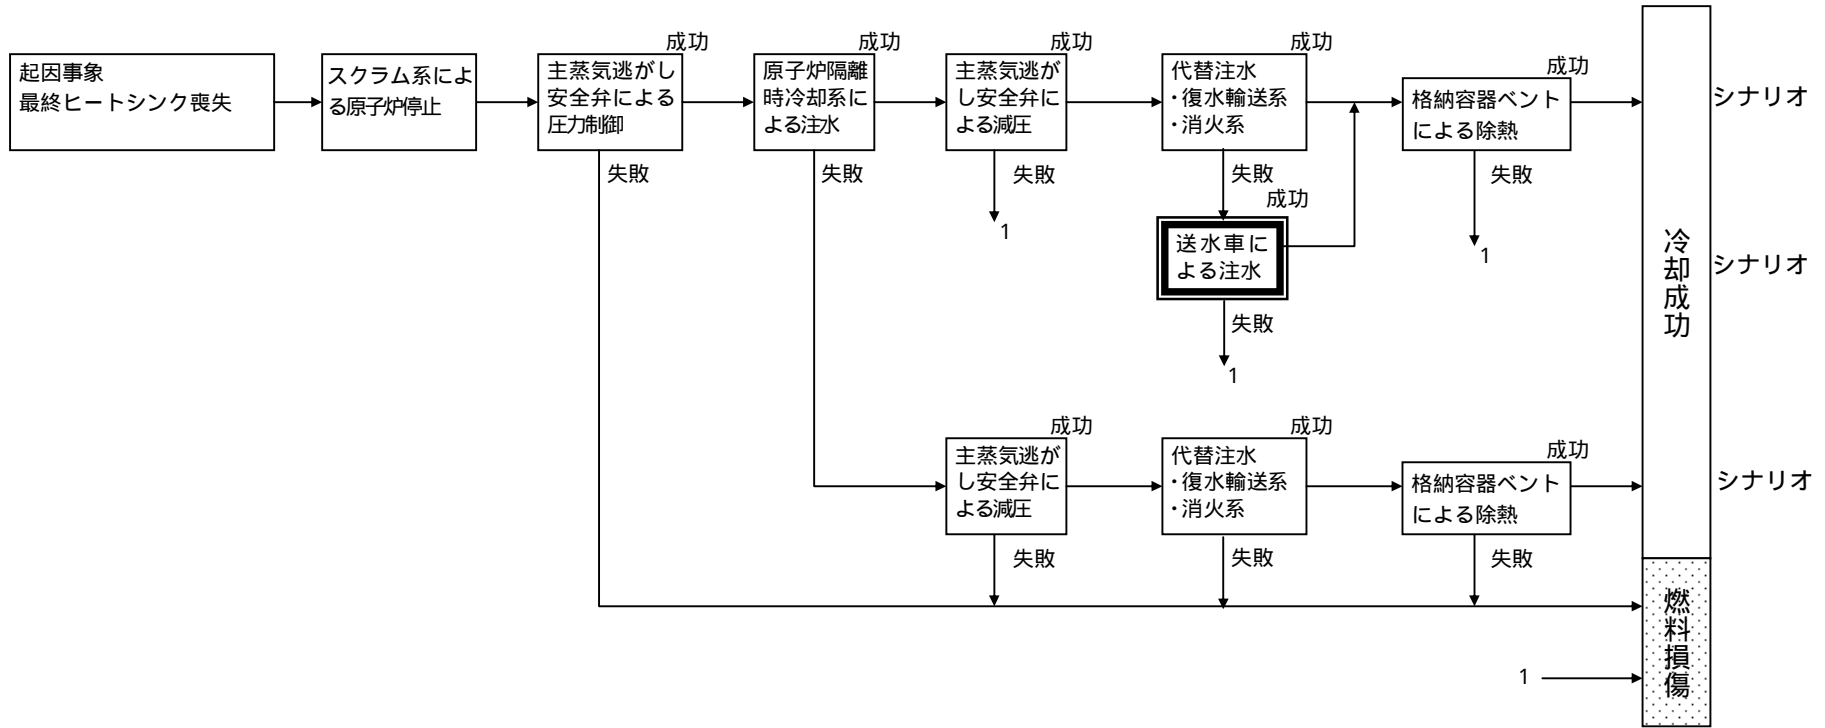 起因事象
最終ヒートシンク喪失
スクラム系によ
る原子炉停止
成功
主蒸気逃がし
安全弁による
圧力制御
失敗
成功
原子炉隔離
時冷却系に
よる注水
失敗
成功
主蒸気逃が
し安全弁に
よる減圧
失敗
1
成功
代替注水
・復水輸送系
・消火系
失敗
成功
送水車に
よる注水
失敗
1
成功
格納容器ベント
による除熱
失敗
1
成功
主蒸気逃が
し安全弁に
よる減圧
失敗
成功
代替注水
・復水輸送系
・消火系
失敗
成功
格納容器ベント
による除熱
失敗
1
冷却成功
燃料損傷
シナリオ
シナリオ
シナリオ